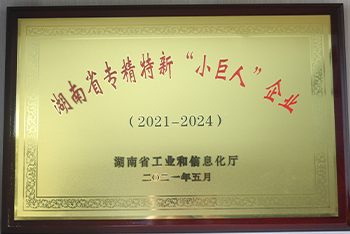 湖南省专精特新“小巨人”企业
(2021-2024)
湖南省工业和信息化厅
二〇二一年五月